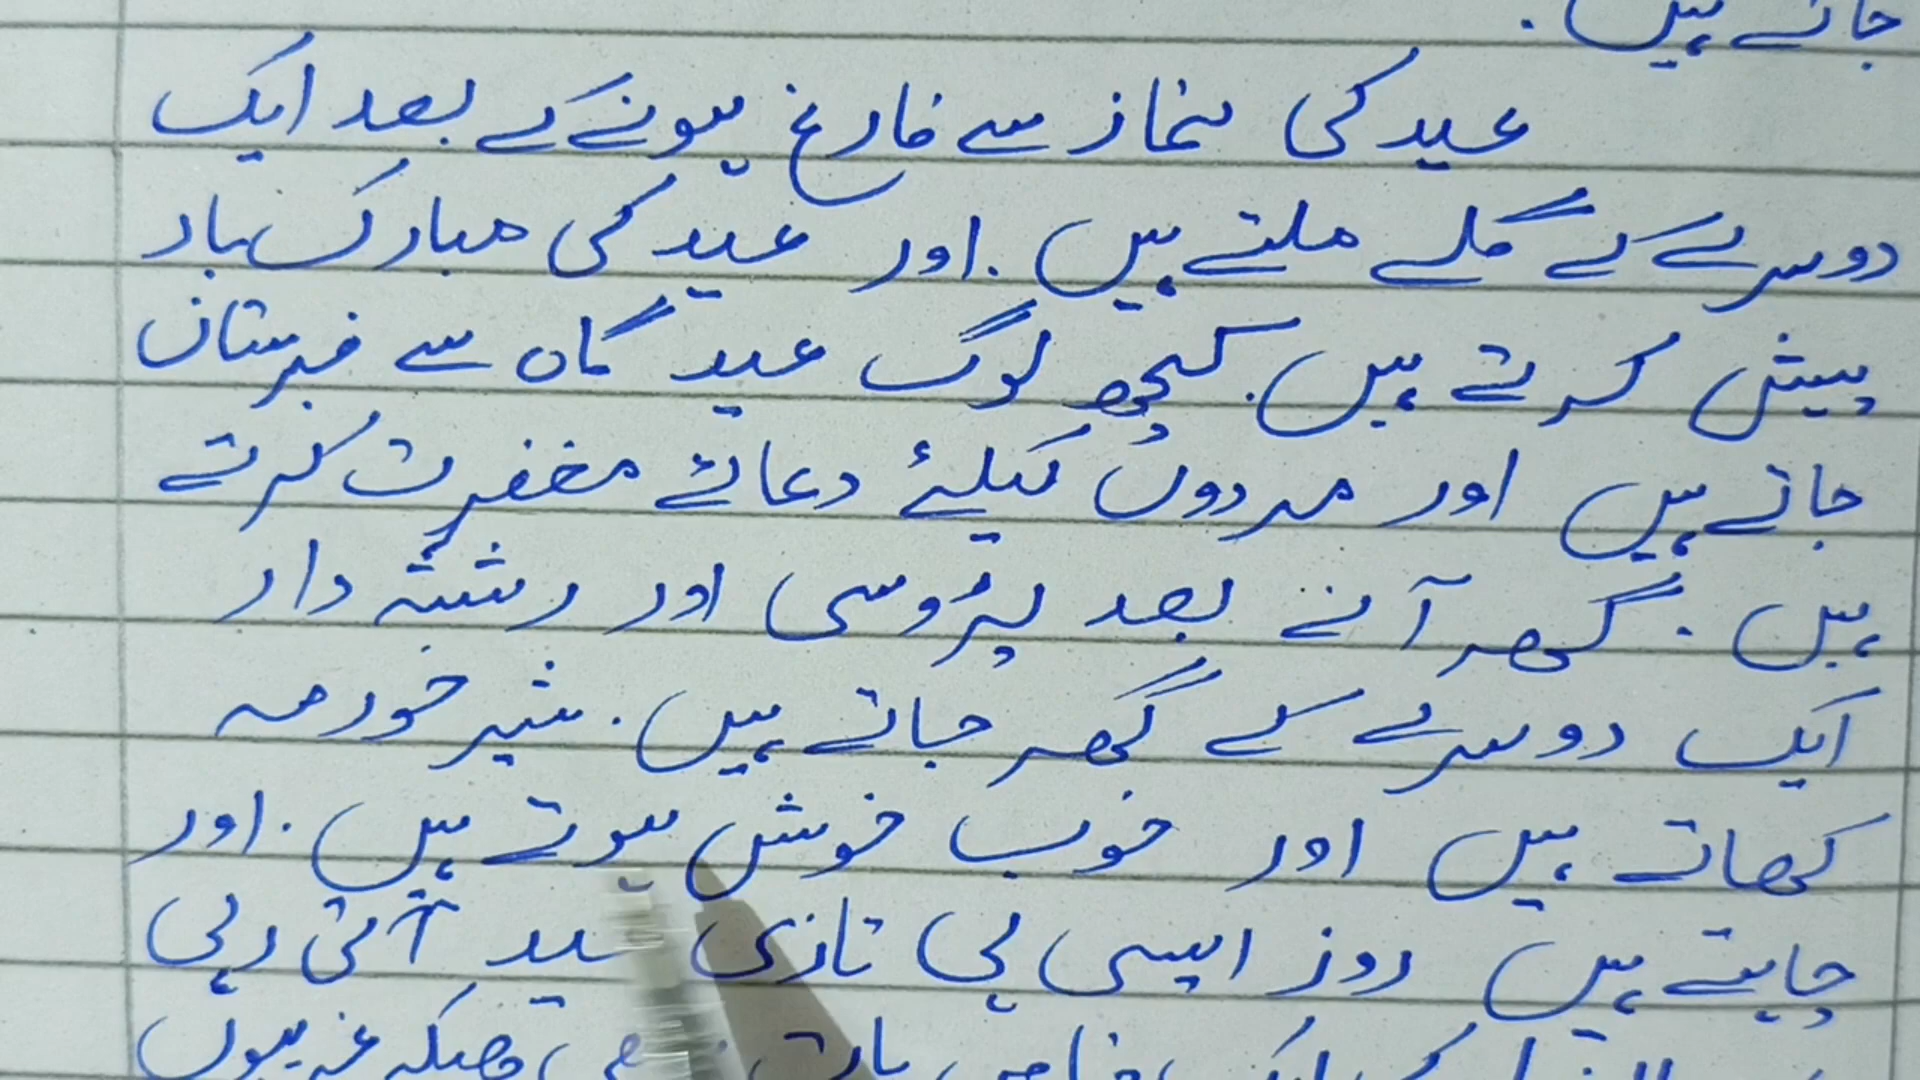 جاتے ہیں۔
عید کی نماز سے فارغ ہونے کے بعد ایک
دوسرے کے گلے ملتے ہیں۔ اور عید کی مبارک باد
پیش کرتے ہیں۔ کچھ لوگ عید گاہ سے قبرستان
جاتے ہیں اور مردوں کیلئے دعائے مغفرت کرتے
ہیں۔ گھر آنے بعد پڑوسی اور رشتہ دار
ایک دوسرے کے گھر جاتے ہیں۔ شیر خورمہ
کھاتے ہیں اور خوب خوش ہوتے ہیں۔ اور
چاہتے ہیں روز ایسی ہی تازی عید آتی رہی
غریبوں